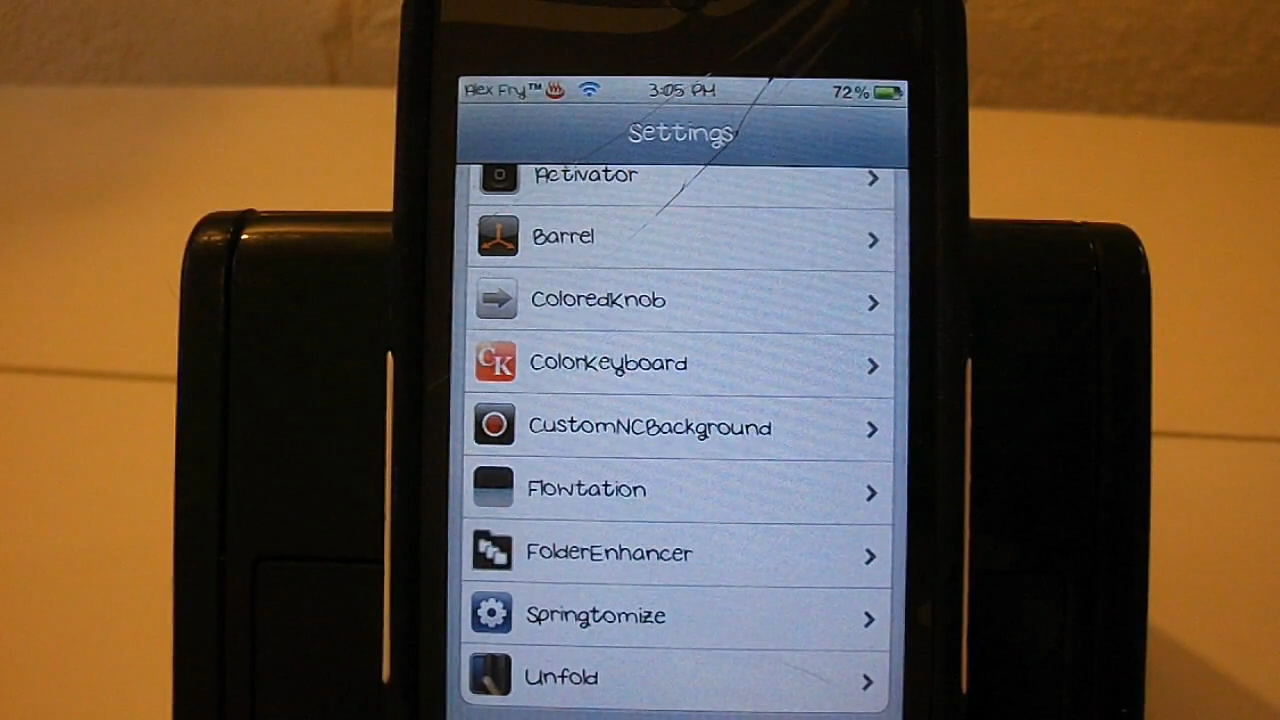 Alex Fry™ 3:05 PM 72%
Settings
Activator
Barrel
ColoredKnob
CK ColorKeyboard
CustomNCBackground
Flowtation
FolderEnhancer
Springtomize
Unfold